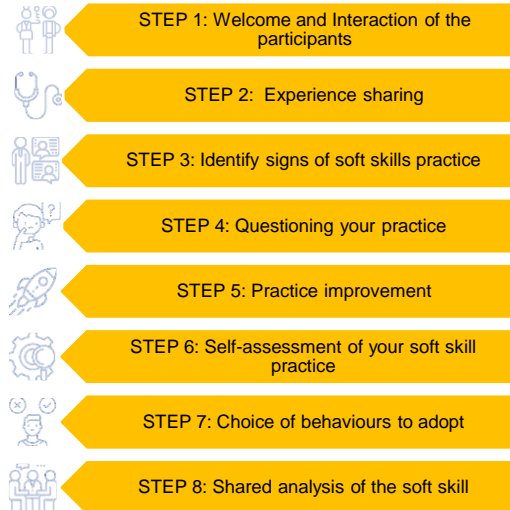 STEP 1: Welcome and Interaction of the
participants
STEP 2:  Experience sharing
STEP 3: Identify signs of soft skills practice
STEP 4: Questioning your practice
STEP 5: Practice improvement
STEP 6: Self-assessment of your soft skill
practice
STEP 7: Choice of behaviours to adopt
STEP 8: Shared analysis of the soft skill